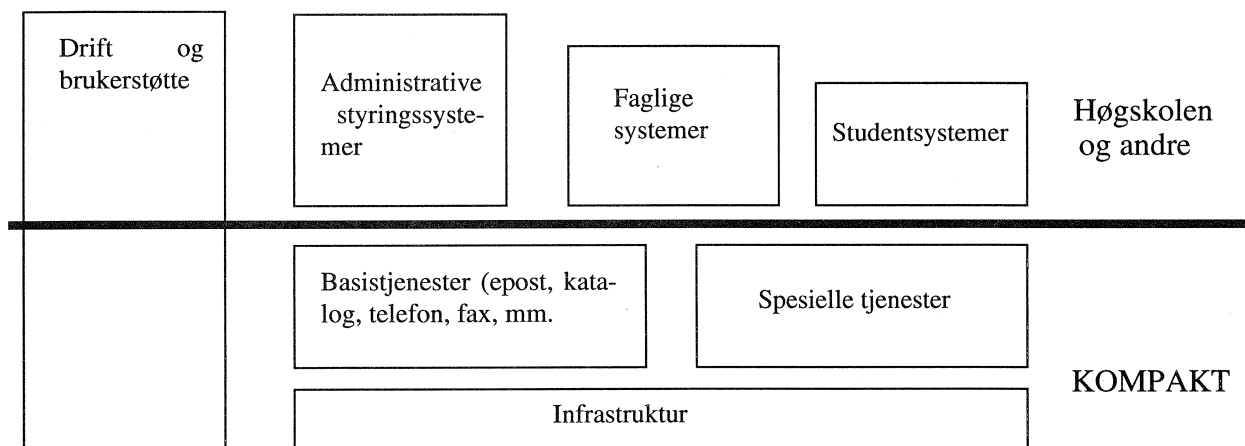 Drift og
brukerstøtte
Administrative
styringssyste-
mer
Faglige
systemer
Studentsystemer
Høgskolen
og andre
Basistjenester (epost, kata-
log, telefon, fax, mm.
Spesielle tjenester
KOMPAKT
Infrastruktur